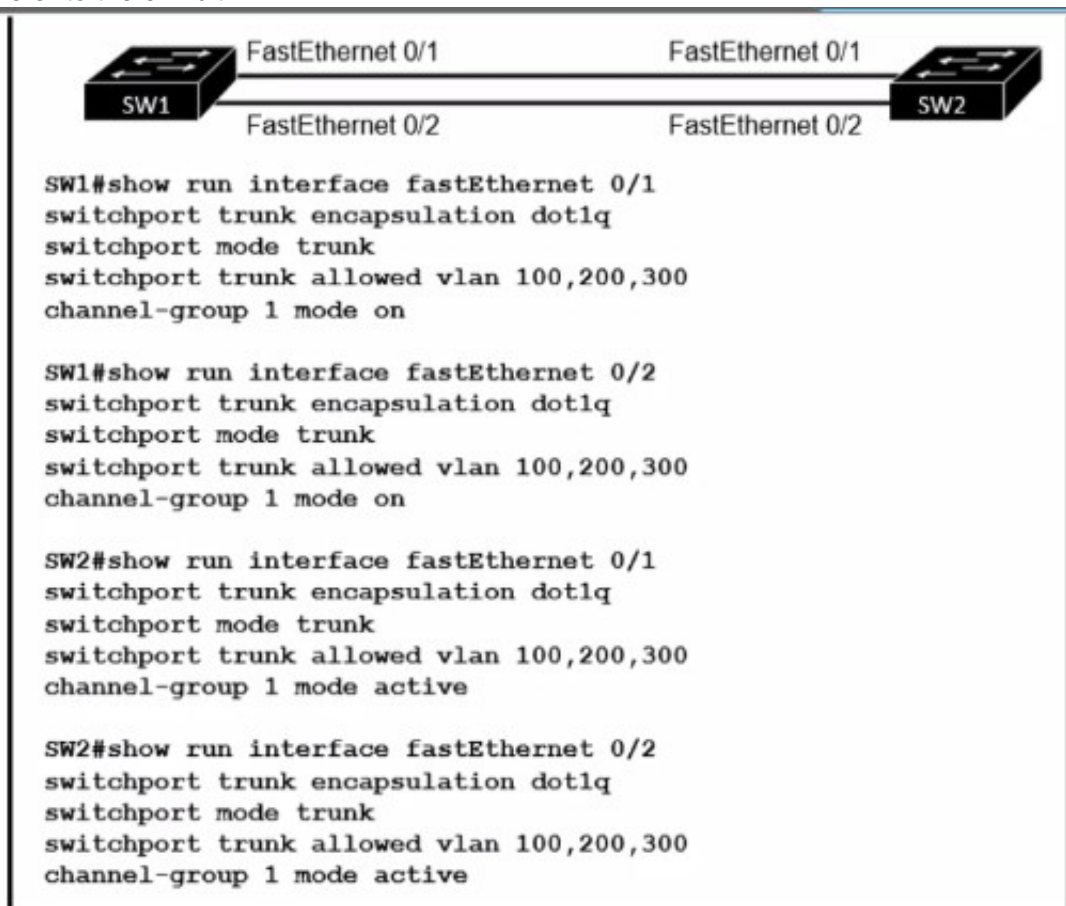 FastEthernet 0/1 FastEthernet 0/1
SW1 SW2
FastEthernet 0/2 FastEthernet 0/2
SW1#show run interface fastEthernet 0/1
switchport trunk encapsulation dot1q
switchport mode trunk
switchport trunk allowed vlan 100,200,300
channel-group 1 mode on
SW1#show run interface fastEthernet 0/2
switchport trunk encapsulation dot1q
switchport mode trunk
switchport trunk allowed vlan 100,200,300
channel-group 1 mode on
SW2#show run interface fastEthernet 0/1
switchport trunk encapsulation dot1q
switchport mode trunk
switchport trunk allowed vlan 100,200,300
channel-group 1 mode active
SW2#show run interface fastEthernet 0/2
switchport trunk encapsulation dot1q
switchport mode trunk
switchport trunk allowed vlan 100,200,300
channel-group 1 mode active